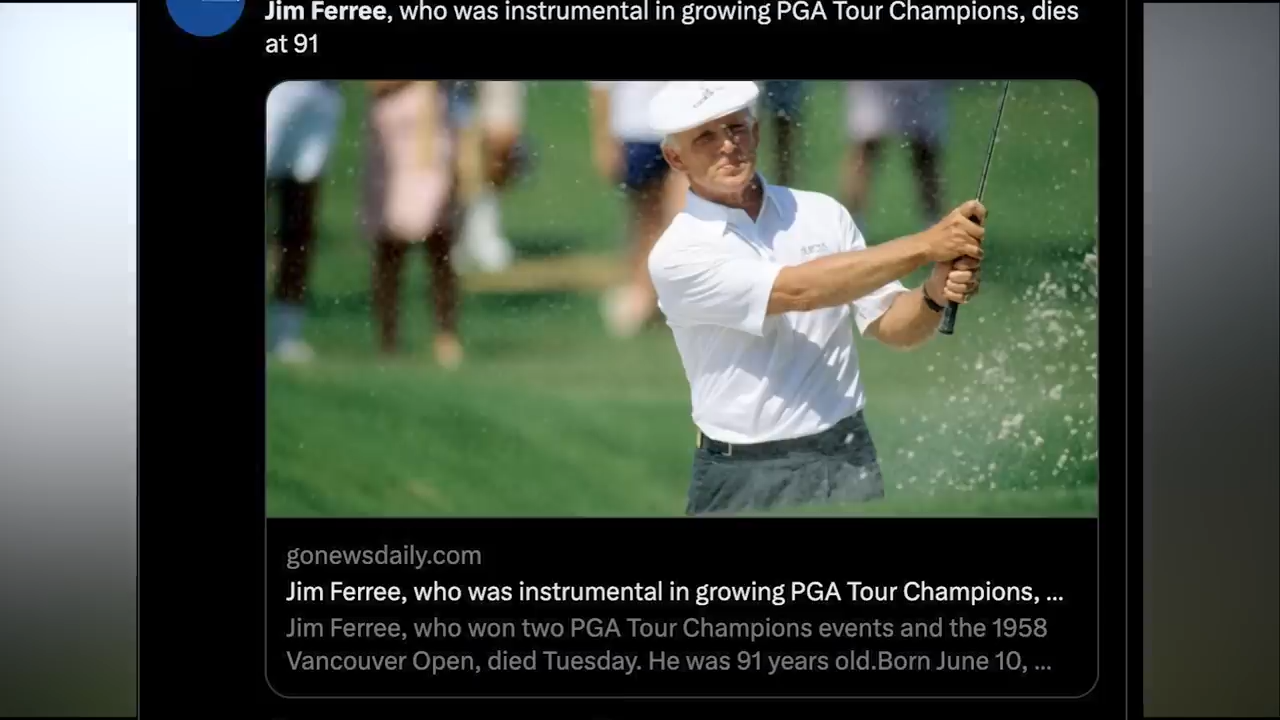 Jim Ferree, who was instrumental in growing PGA Tour Champions, dies
at 91
gonewsdaily.com
Jim Ferree, who was instrumental in growing PGA Tour Champions, ...
Jim Ferree, who won two PGA Tour Champions events and the 1958
Vancouver Open, died Tuesday. He was 91 years old.Born June 10, ...